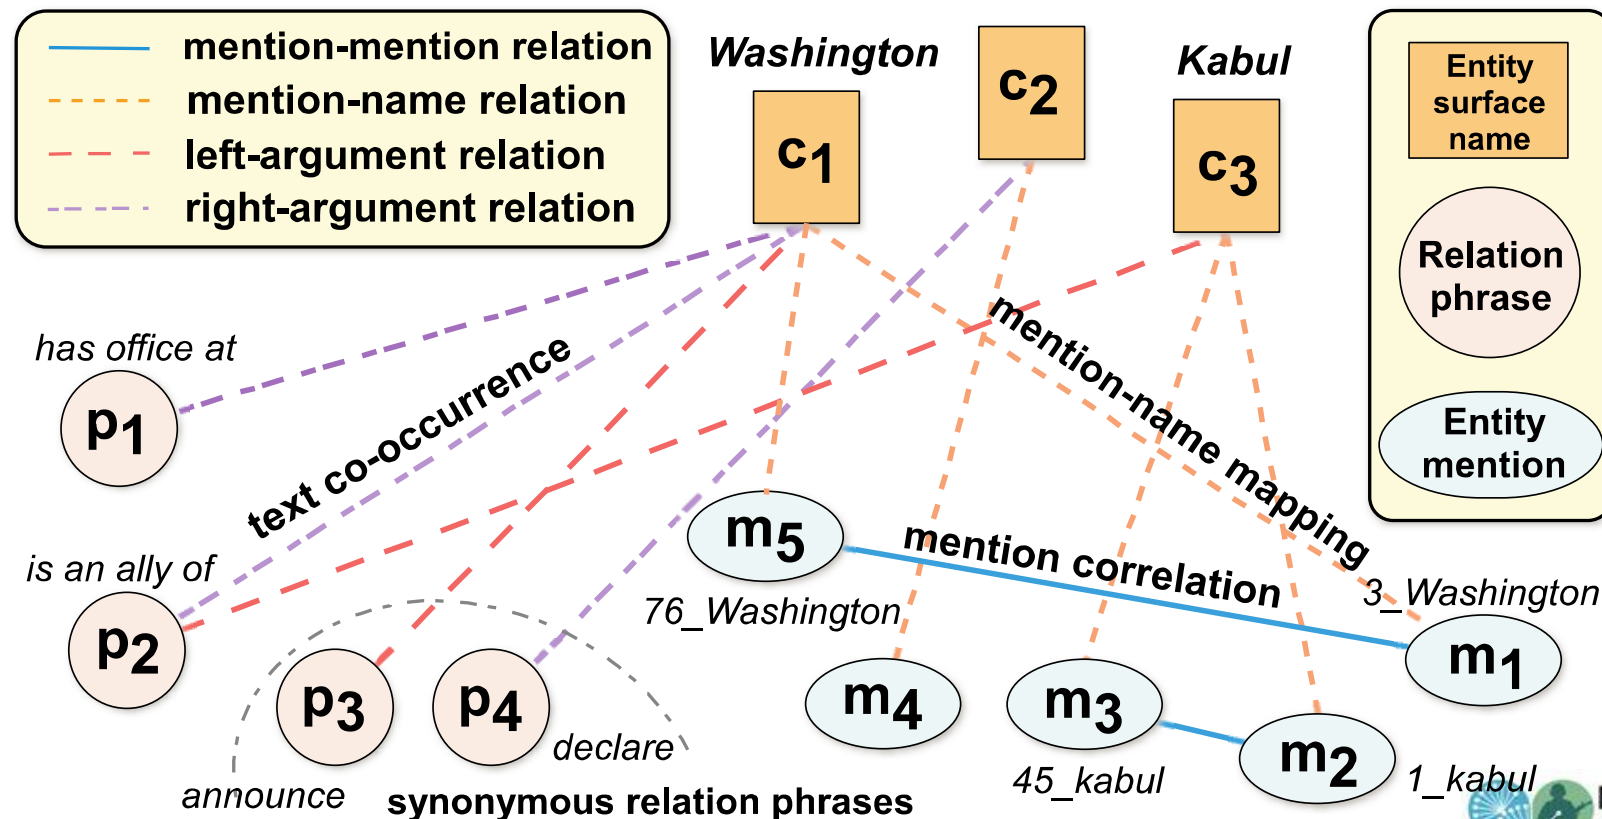 mention-mention relation
mention-name relation
left-argument relation
right-argument relation
Washington
Kabul
c1
c2
c3
Entity
surface
name
Relation
phrase
Entity
mention
has office at
p1
text co-occurrence
mention-name mapping
is an ally of
p2
p3
p4
announce
declare
synonymous relation phrases
m5
76_Washington
mention correlation
3_Washington
m1
m4
m3
45_kabul
m2
1_kabul